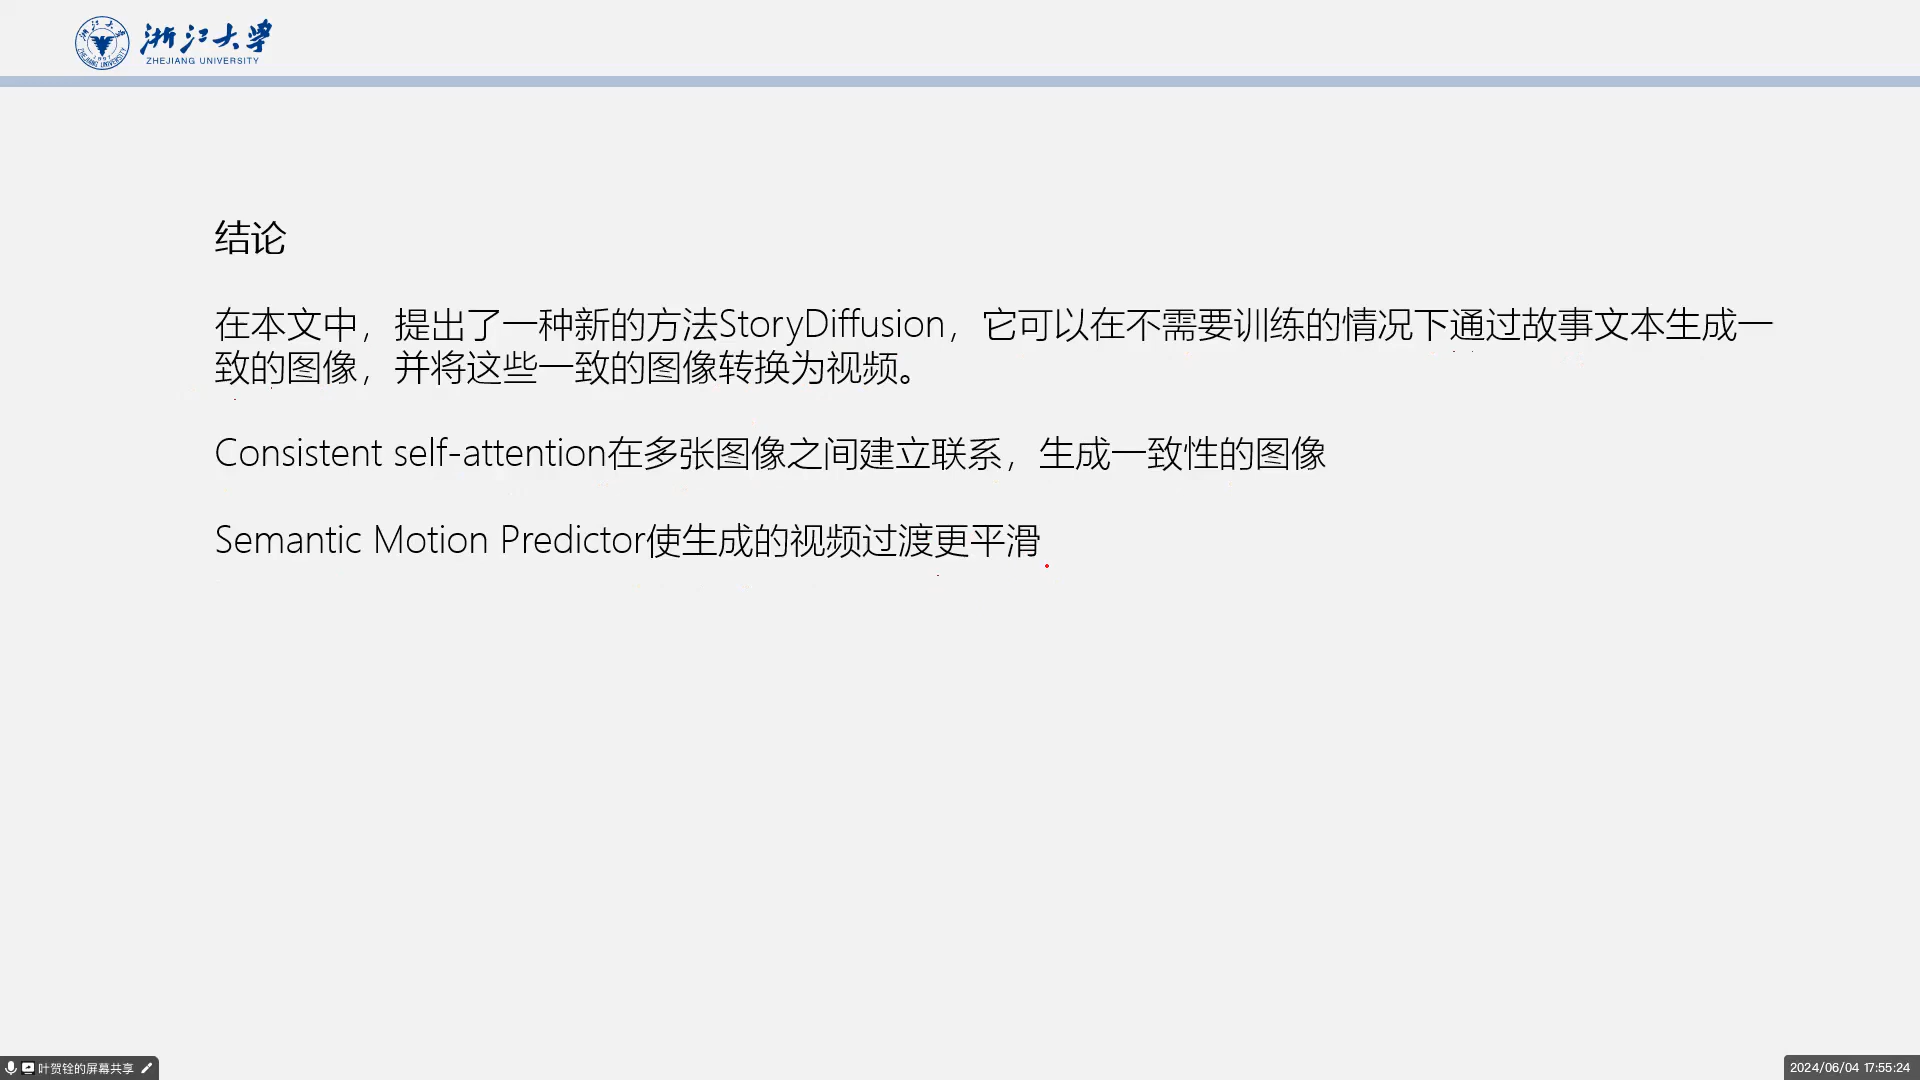 浙江大学
ZHEJIANG UNIVERSITY
结论
在本文中，提出了一种新的方法StoryDiffusion，它可以在不需要训练的情况下通过故事文本生成一
致的图像，并将这些一致的图像转换为视频。
Consistent self-attention在多张图像之间建立联系，生成一致性的图像
Semantic Motion Predictor使生成的视频过渡更平滑
叶贺铨的屏幕共享
2024/06/04 17:55:24